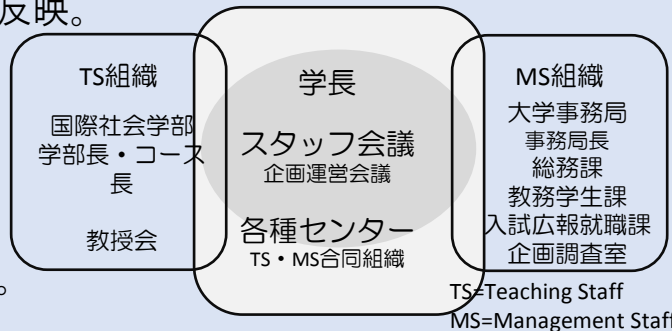 反映。
TS組織
国際社会学部
学部長・コース
長
教授会
学長
スタッフ会議
企画運営会議
各種センター
TS・MS合同組織
MS組織
大学事務局
事務局長
総務課
教務学生課
入試広報就職課
企画調査室
。
TS=Teaching Staff
MS=Management Staff